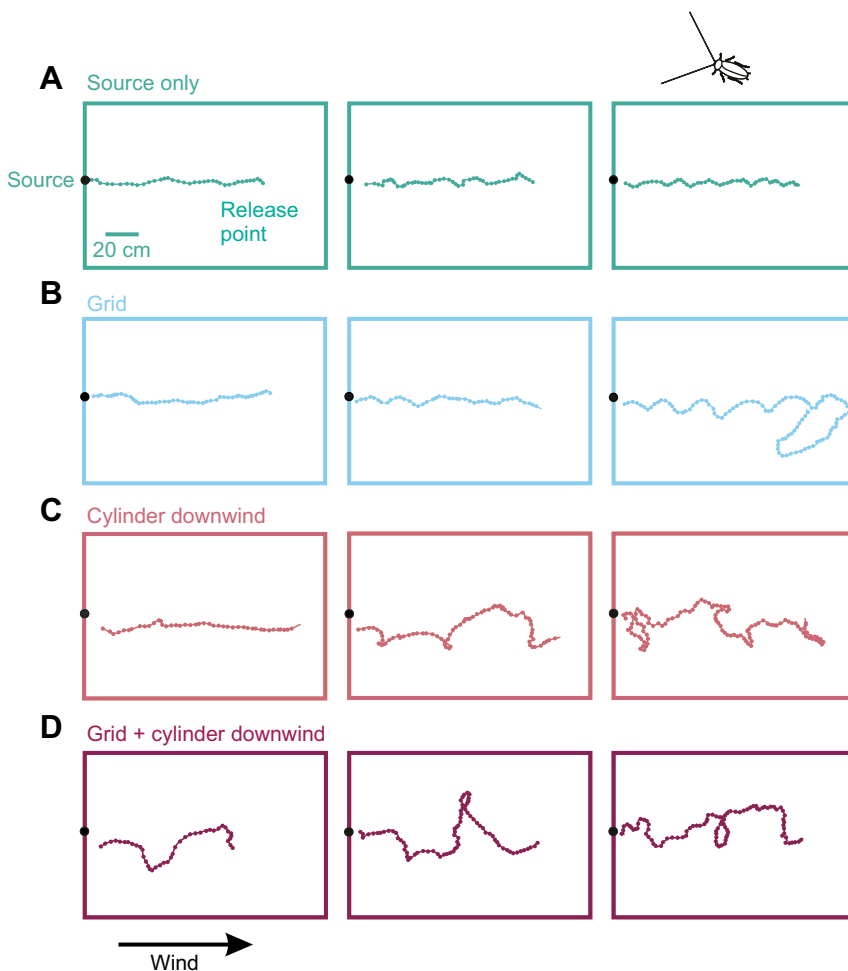 A
Source only
Source
Release
point
20 cm
B
Grid
C
Cylinder downwind
D
Grid + cylinder downwind
Wind